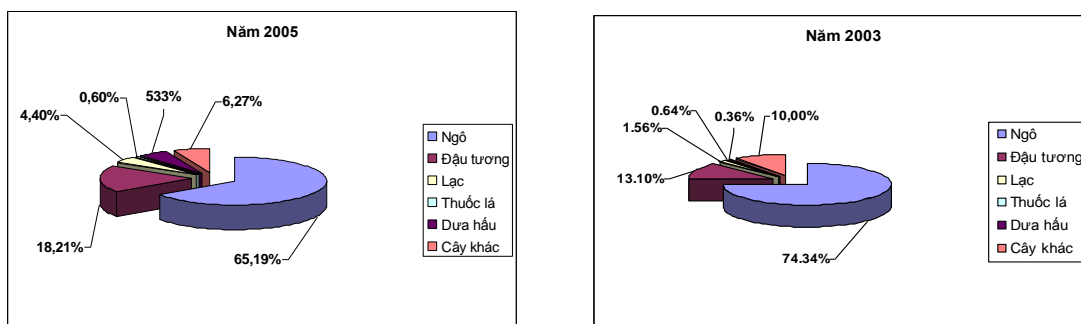 Năm 2005
0,60%
533%
6,27%
4,40%
18,21%
65,19%
Ngô
Đậu tương
Lạc
Thuốc lá
Dưa hấu
Cây khác
Năm 2003
0.64%
0.36%
10,00%
1.56%
13.10%
74.34%
Ngô
Đậu tương
Lạc
Thuốc lá
Dưa hấu
Cây khác